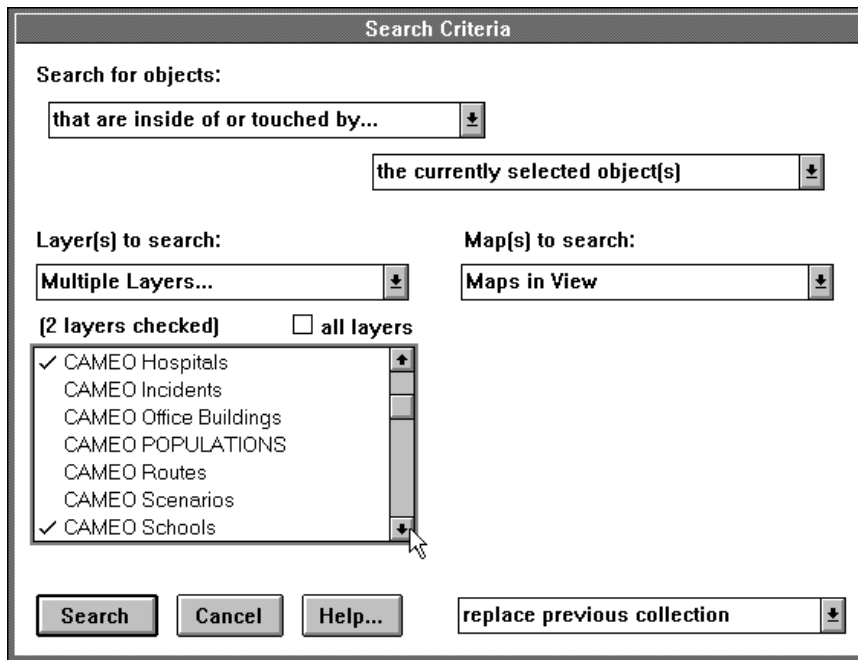 Search Criteria
Search for objects:
that are inside of or touched by...
the currently selected object(s)
Layer(s) to search:
Map(s) to search:
Multiple Layers...
Maps in View
(2 layers checked)
all layers
CAMEO Hospitals
CAMEO Incidents
CAMEO Office Buildings
CAMEO POPULATIONS
CAMEO Routes
CAMEO Scenarios
CAMEO Schools
Search
Cancel
Help...
replace previous collection